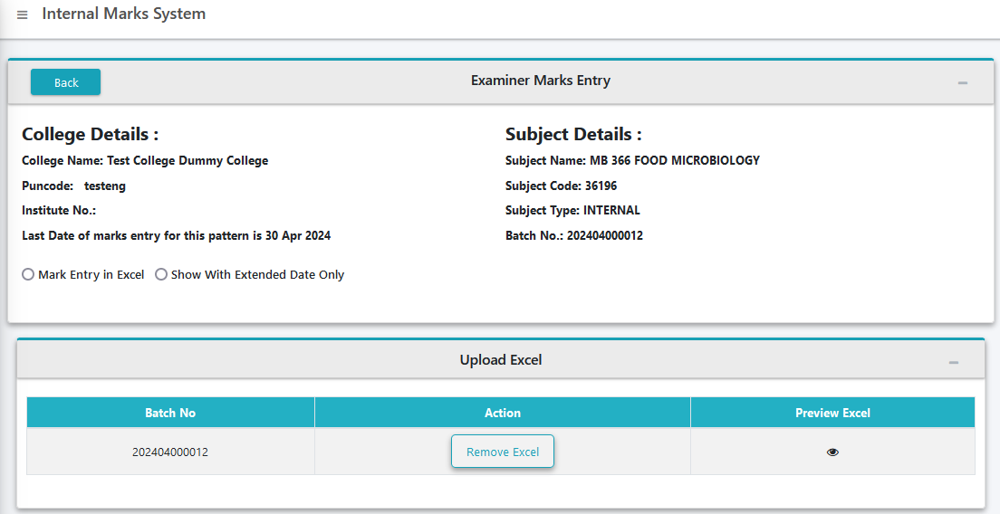 Internal Marks System
Back
Examiner Marks Entry
College Details :
College Name: Test College Dummy College
Puncode: testeng
Institute No.:
Last Date of marks entry for this pattern is 30 Apr 2024
Subject Details :
Subject Name: MB 366 FOOD MICROBIOLOGY
Subject Code: 36196
Subject Type: INTERNAL
Batch No.: 202404000012
Mark Entry in Excel
Show With Extended Date Only
Upload Excel
Batch No
Action
Preview Excel
202404000012
Remove Excel